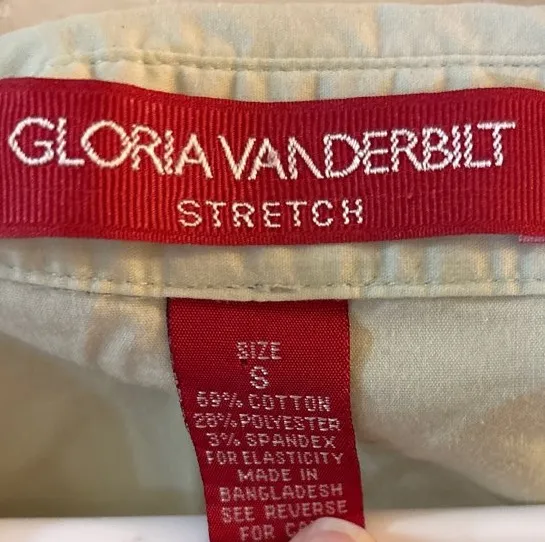 GLORIA VANDERBILT
STRETCH
SIZE
S
69% COTTON
28% POLYESTER
3% SPANDEX
FOR ELASTICITY
MADE IN
BANGLADESH
SEE REVERSE
FOR